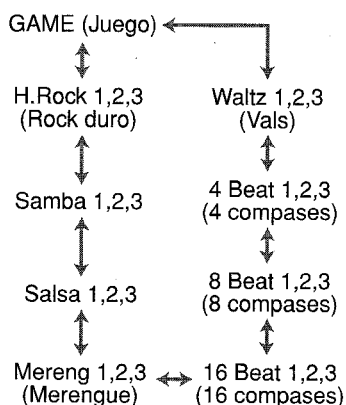 GAME (Juego)
H.Rock 1,2,3
(Rock duro)
Samba 1,2,3
Salsa 1,2,3
Mereng 1,2,3
(Merengue)
Waltz 1,2,3
(Vals)
4 Beat 1,2,3
(4 compases)
8 Beat 1,2,3
(8 compases)
16 Beat 1,2,3
(16 compases)